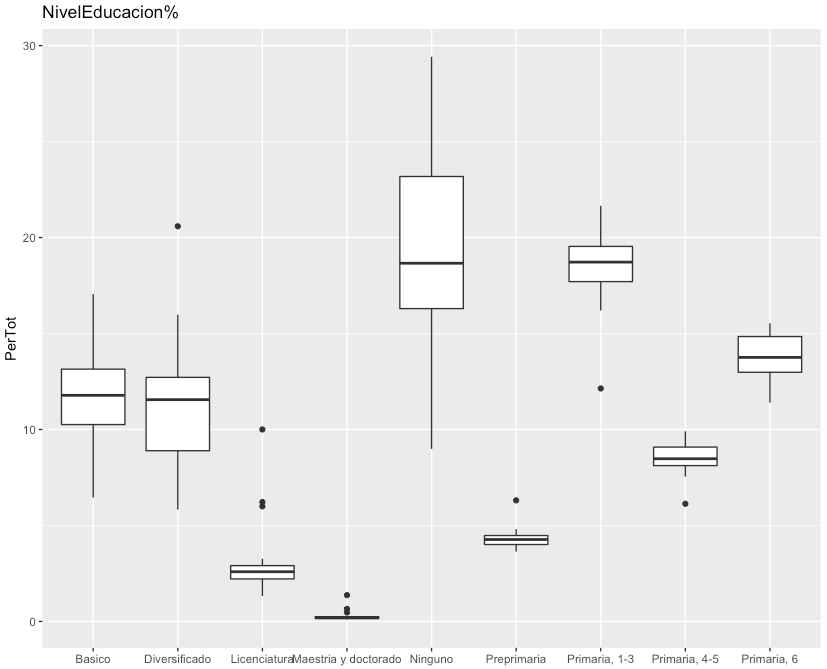 NivelEducacion%
PerTot
30
20
10
0
Basico Diversificado Licenciatura Maestria y doctorado Ninguno Preprimaria Primaria, 1-3 Primaria, 4-5 Primaria, 6